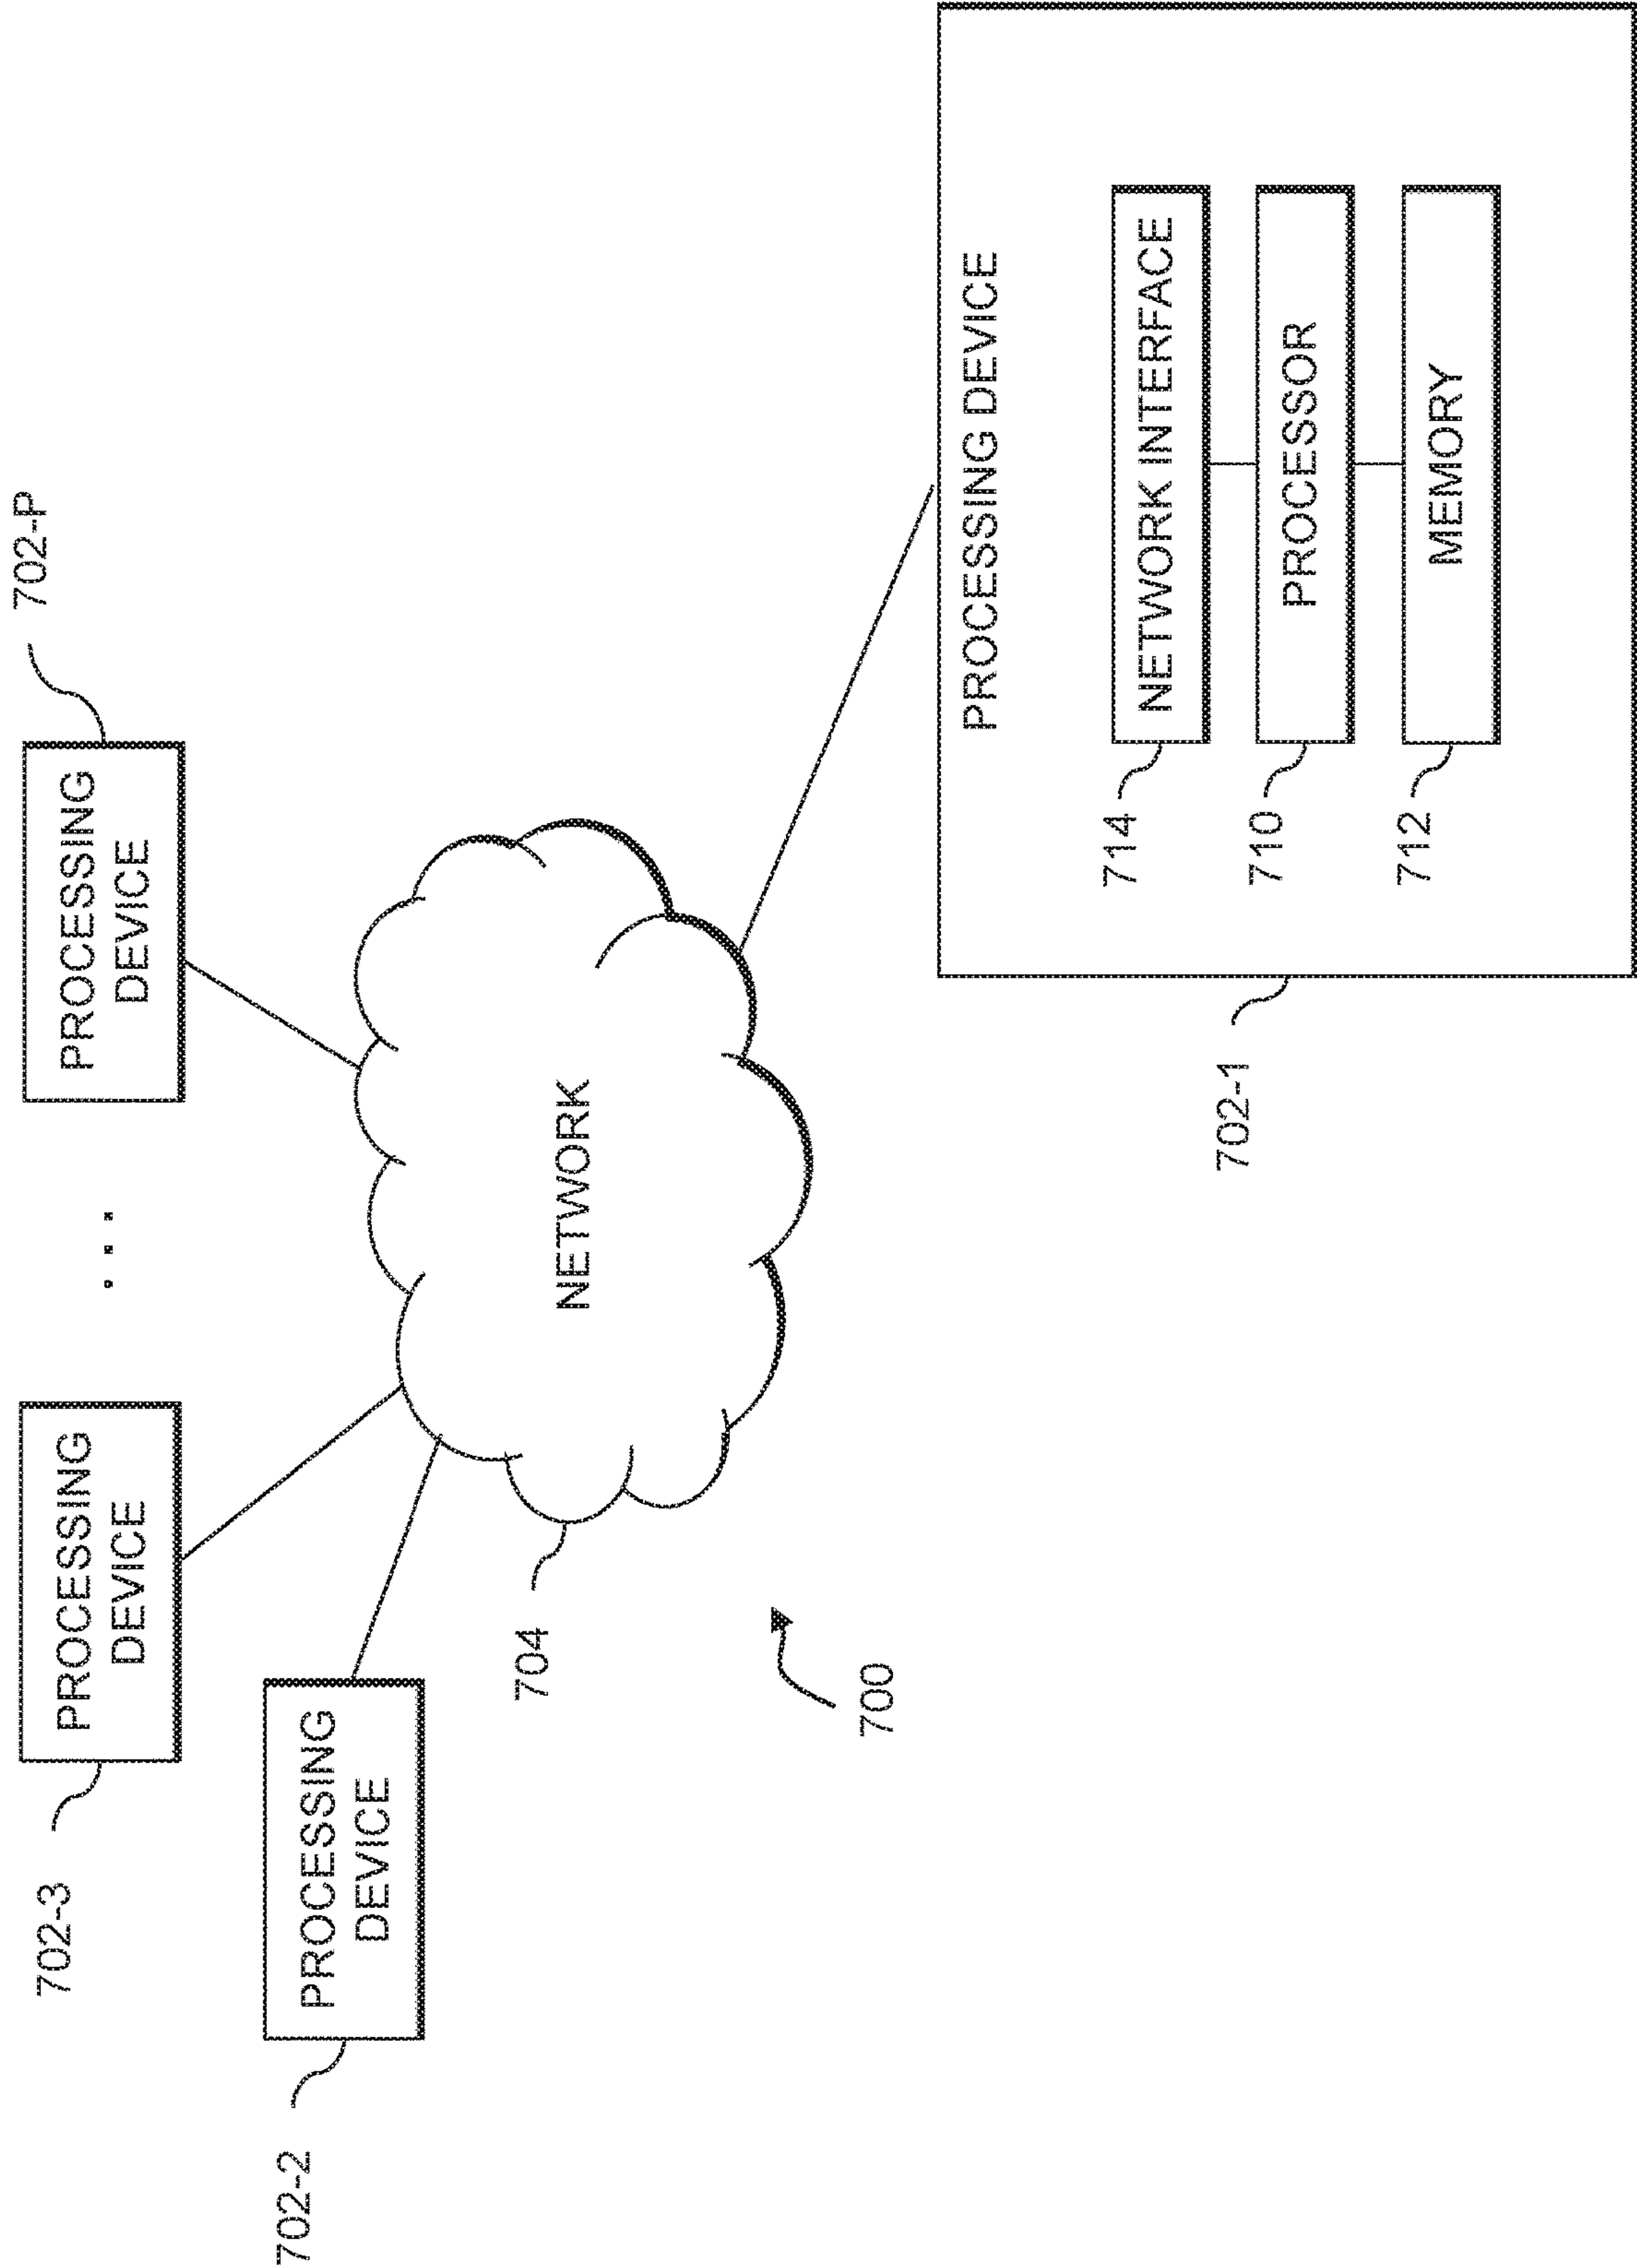 702-3
PROCESSING
DEVICE
...
PROCESSING
DEVICE
702-P
702-2
PROCESSING
DEVICE
NETWORK
704
700
PROCESSING DEVICE
702-1
714
NETWORK INTERFACE
710
PROCESSOR
712
MEMORY